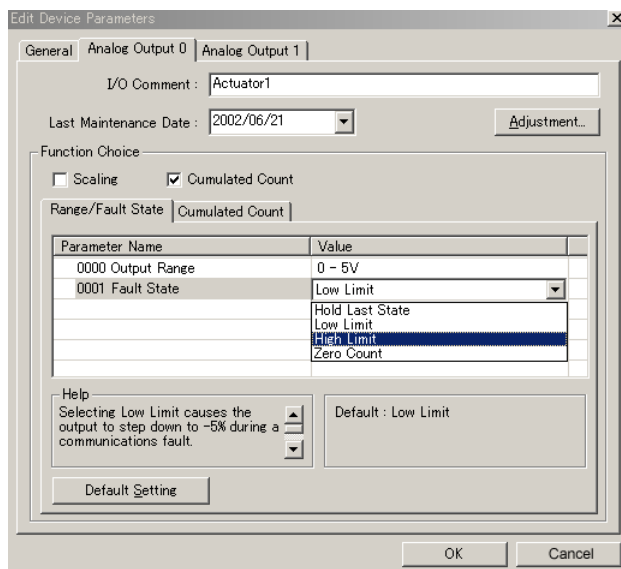 Edit Device Parameters
General Analog Output 0 Analog Output 1
I/O Comment : Actuator1
Last Maintenance Date : 2002/06/21 Adjustment...
Function Choice
Scaling Cumulated Count
Range/Fault State Cumulated Count
Parameter Name Value
0000 Output Range 0 - 5V
0001 Fault State Low Limit
Hold Last State
Low Limit
High Limit
Zero Count
Help
Selecting Low Limit causes the
output to step down to -5% during a
communications fault.
Default : Low Limit
Default Setting
OK Cancel